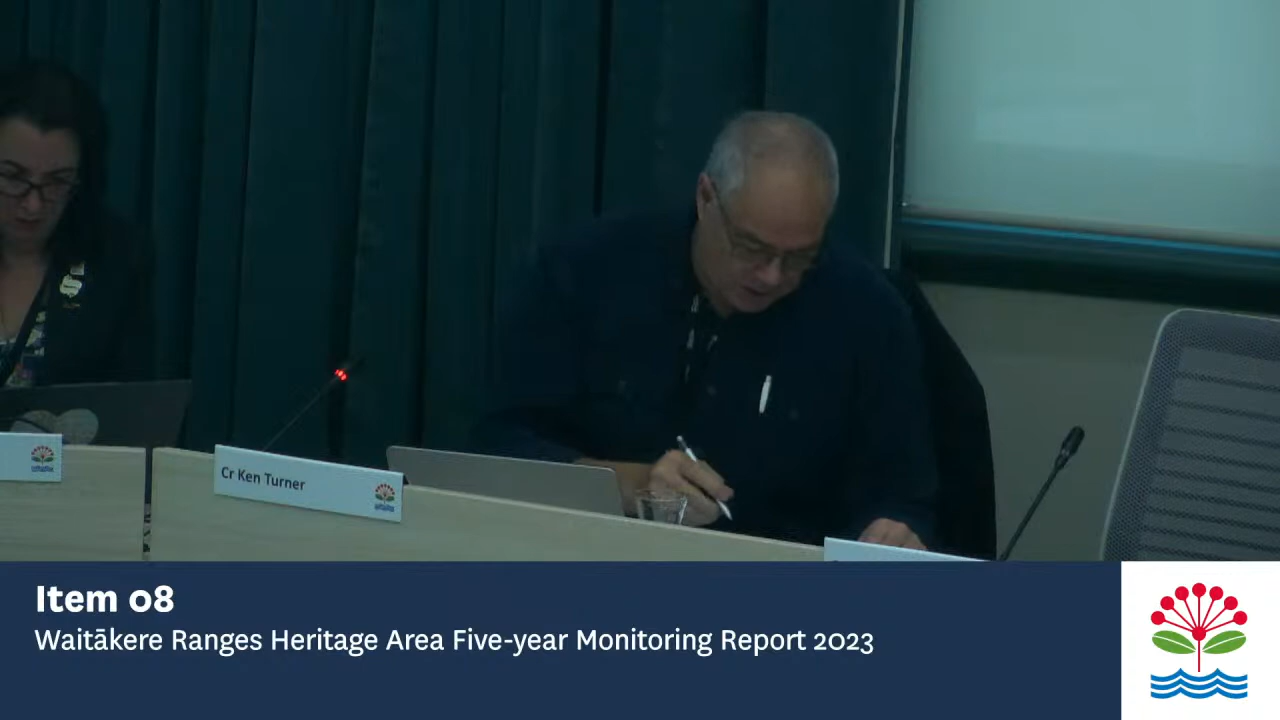 Cr Ken Turner
Item 08
Waitākere Ranges Heritage Area Five-year Monitoring Report 2023